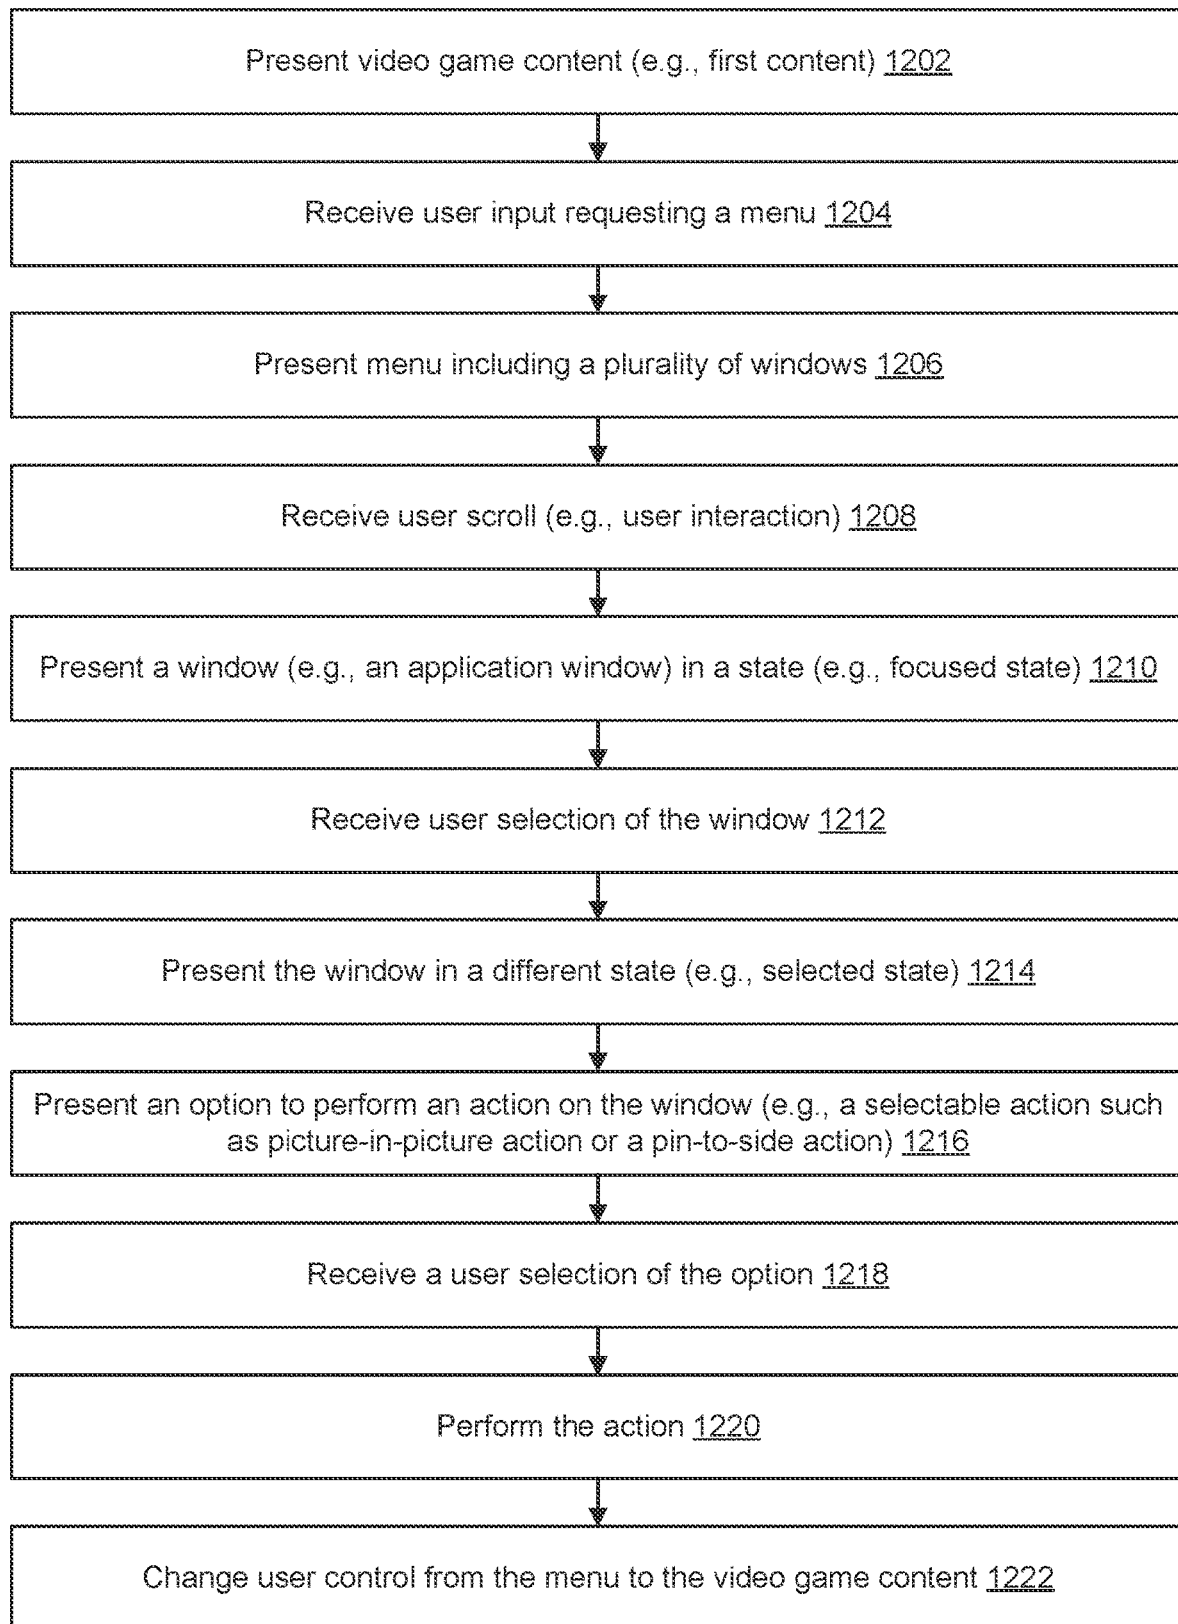 Present video game content (e.g., first content) 1202
Receive user input requesting a menu 1204
Present menu including a plurality of windows 1206
Receive user scroll (e.g., user interaction) 1208
Present a window (e.g., an application window) in a state (e.g., focused state) 1210
Receive user selection of the window 1212
Present the window in a different state (e.g., selected state) 1214
Present an option to perform an action on the window (e.g., a selectable action such
as picture-in-picture action or a pin-to-side action) 1216
Receive a user selection of the option 1218
Perform the action 1220
Change user control from the menu to the video game content 1222